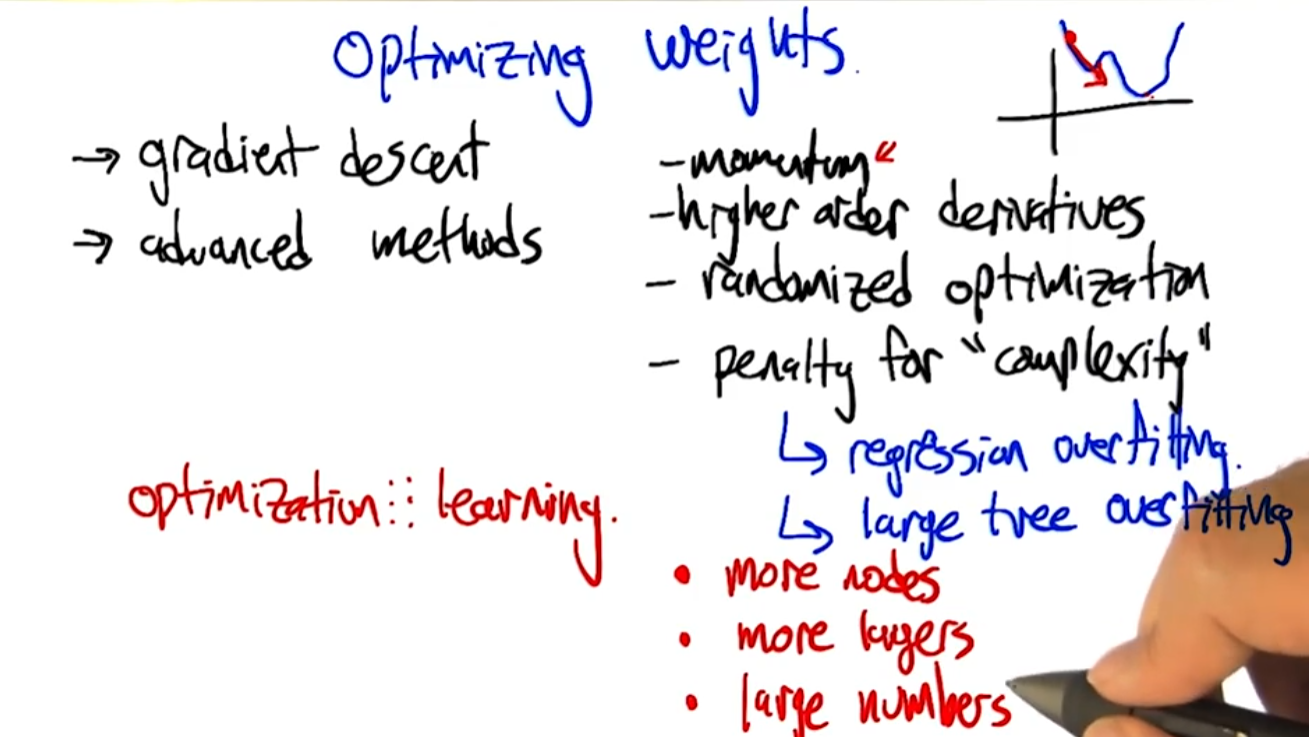 Optimizing weights.
→ gradient descent
→ advanced methods
- momentum
- higher order derivatives
- randomized optimization
- penalty for "complexity"
↳ regression overfitting.
↳ large tree overfitting
• more nodes
• more layers
• large numbers
optimization :::: learning.